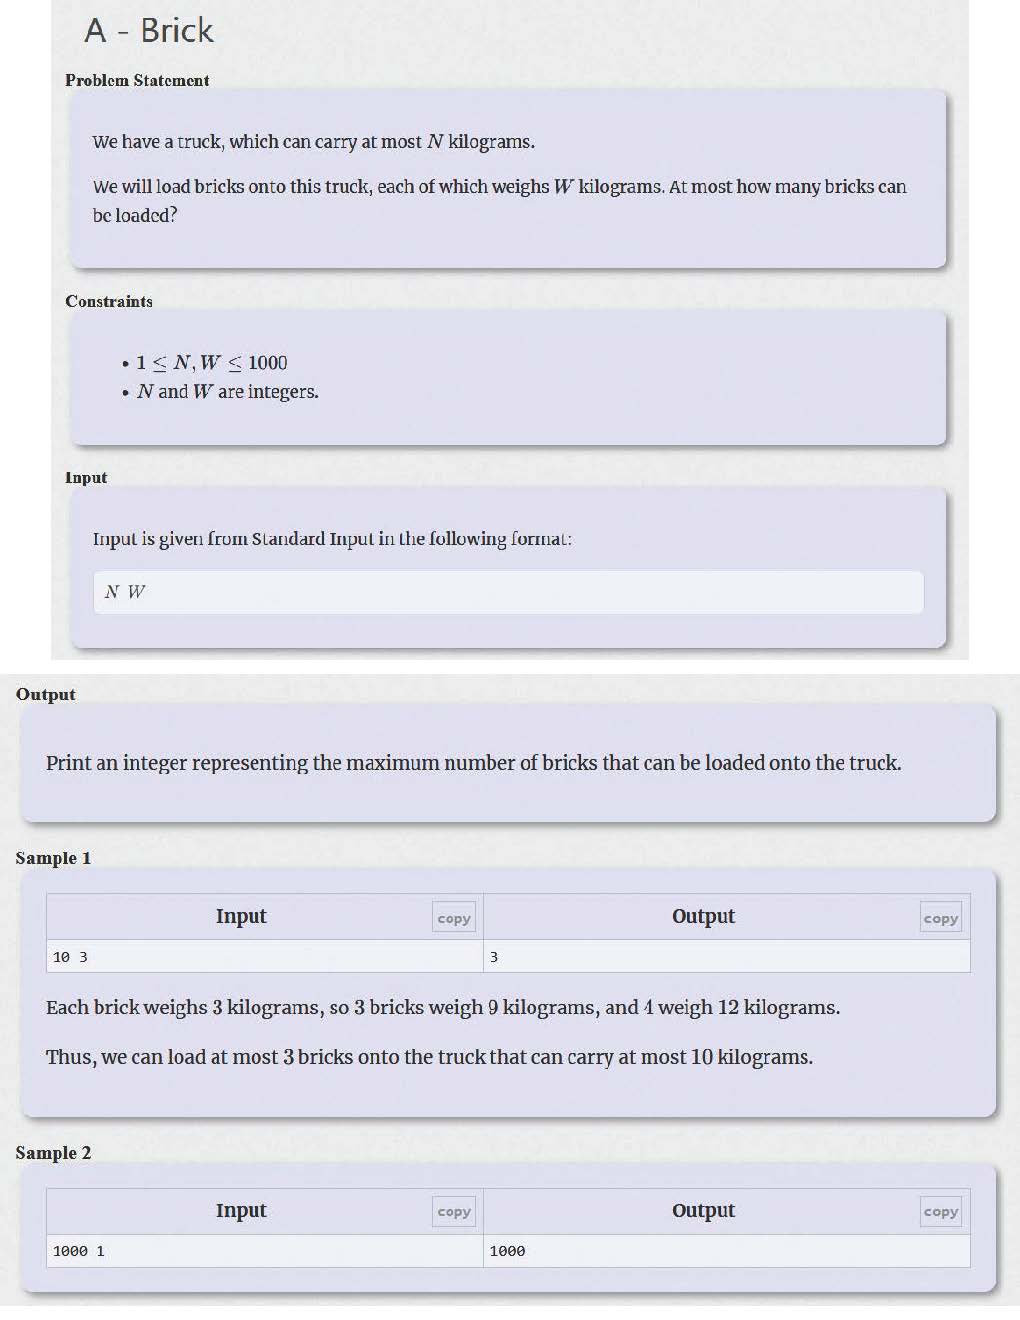 A - Brick
Problem Statement
We have a truck, which can carry at most N kilograms.
We will load bricks onto this truck, each of which weighs W kilograms. At most how many bricks can
be loaded?
Constraints
• 1 ≤ N, W ≤ 1000
• N and W are integers.
Input
Input is given from Standard Input in the following format:
N W
Output
Print an integer representing the maximum number of bricks that can be loaded onto the truck.
Sample 1
Input copy Output copy
10 3 3
Each brick weighs 3 kilograms, so 3 bricks weigh 9 kilograms, and 4 weigh 12 kilograms.
Thus, we can load at most 3 bricks onto the truck that can carry at most 10 kilograms.
Sample 2
Input copy Output copy
1000 1 1000